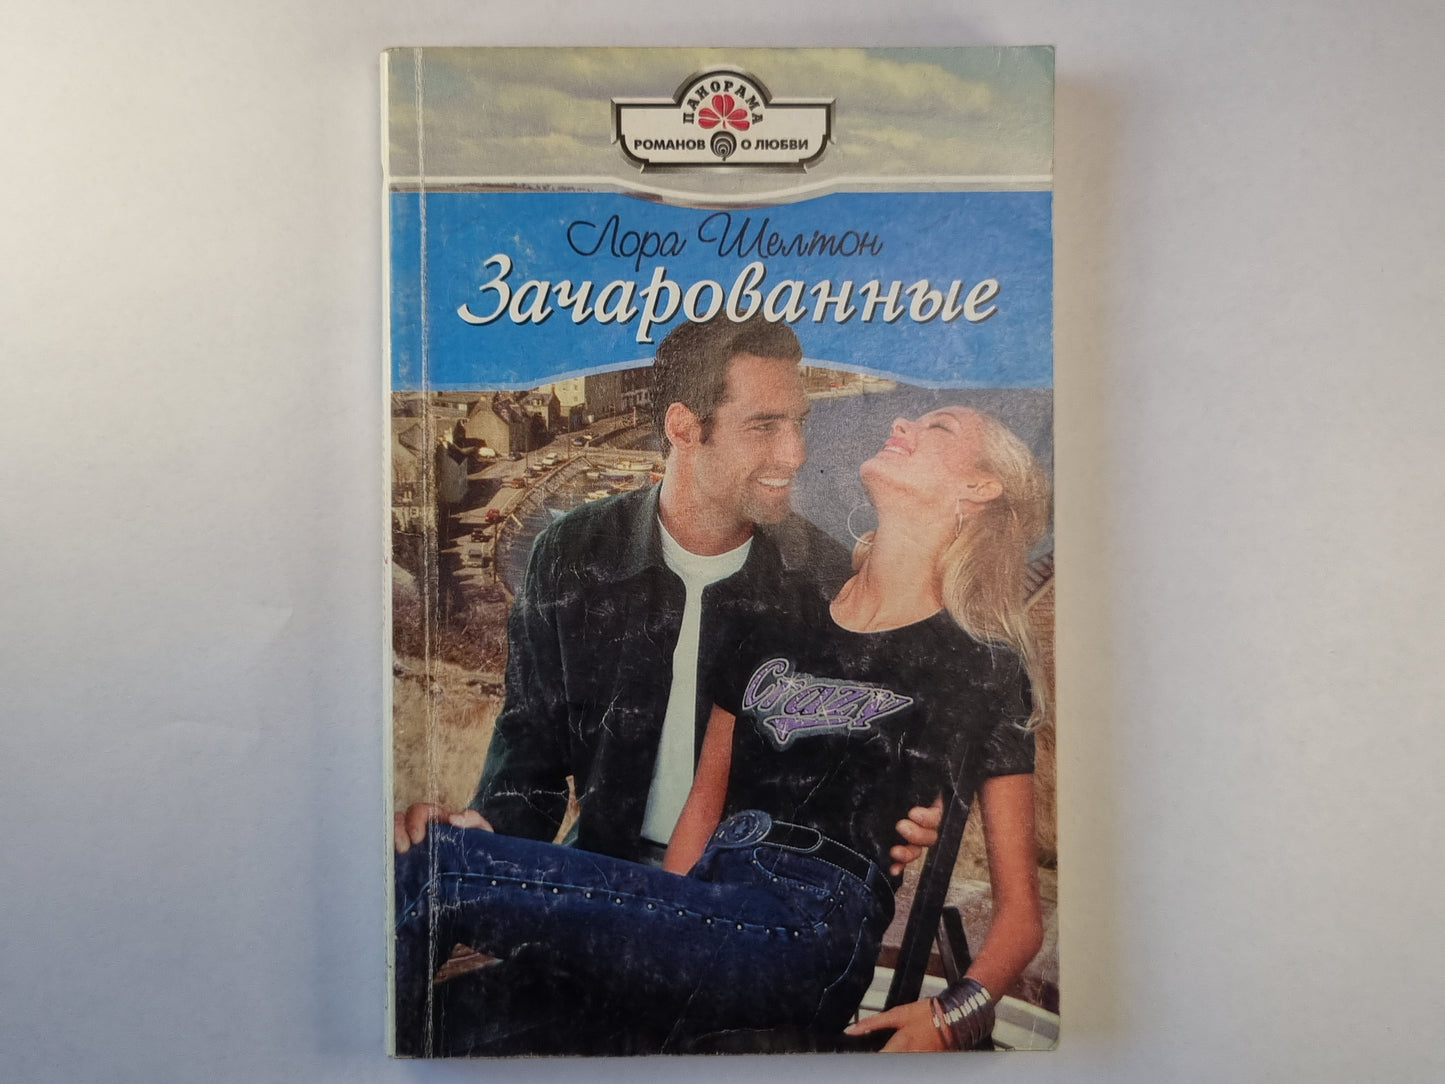 ПАНОРАМА
РОМАНОВ О ЛЮБВИ
Лора Шелтон
Зачарованные
Crazy